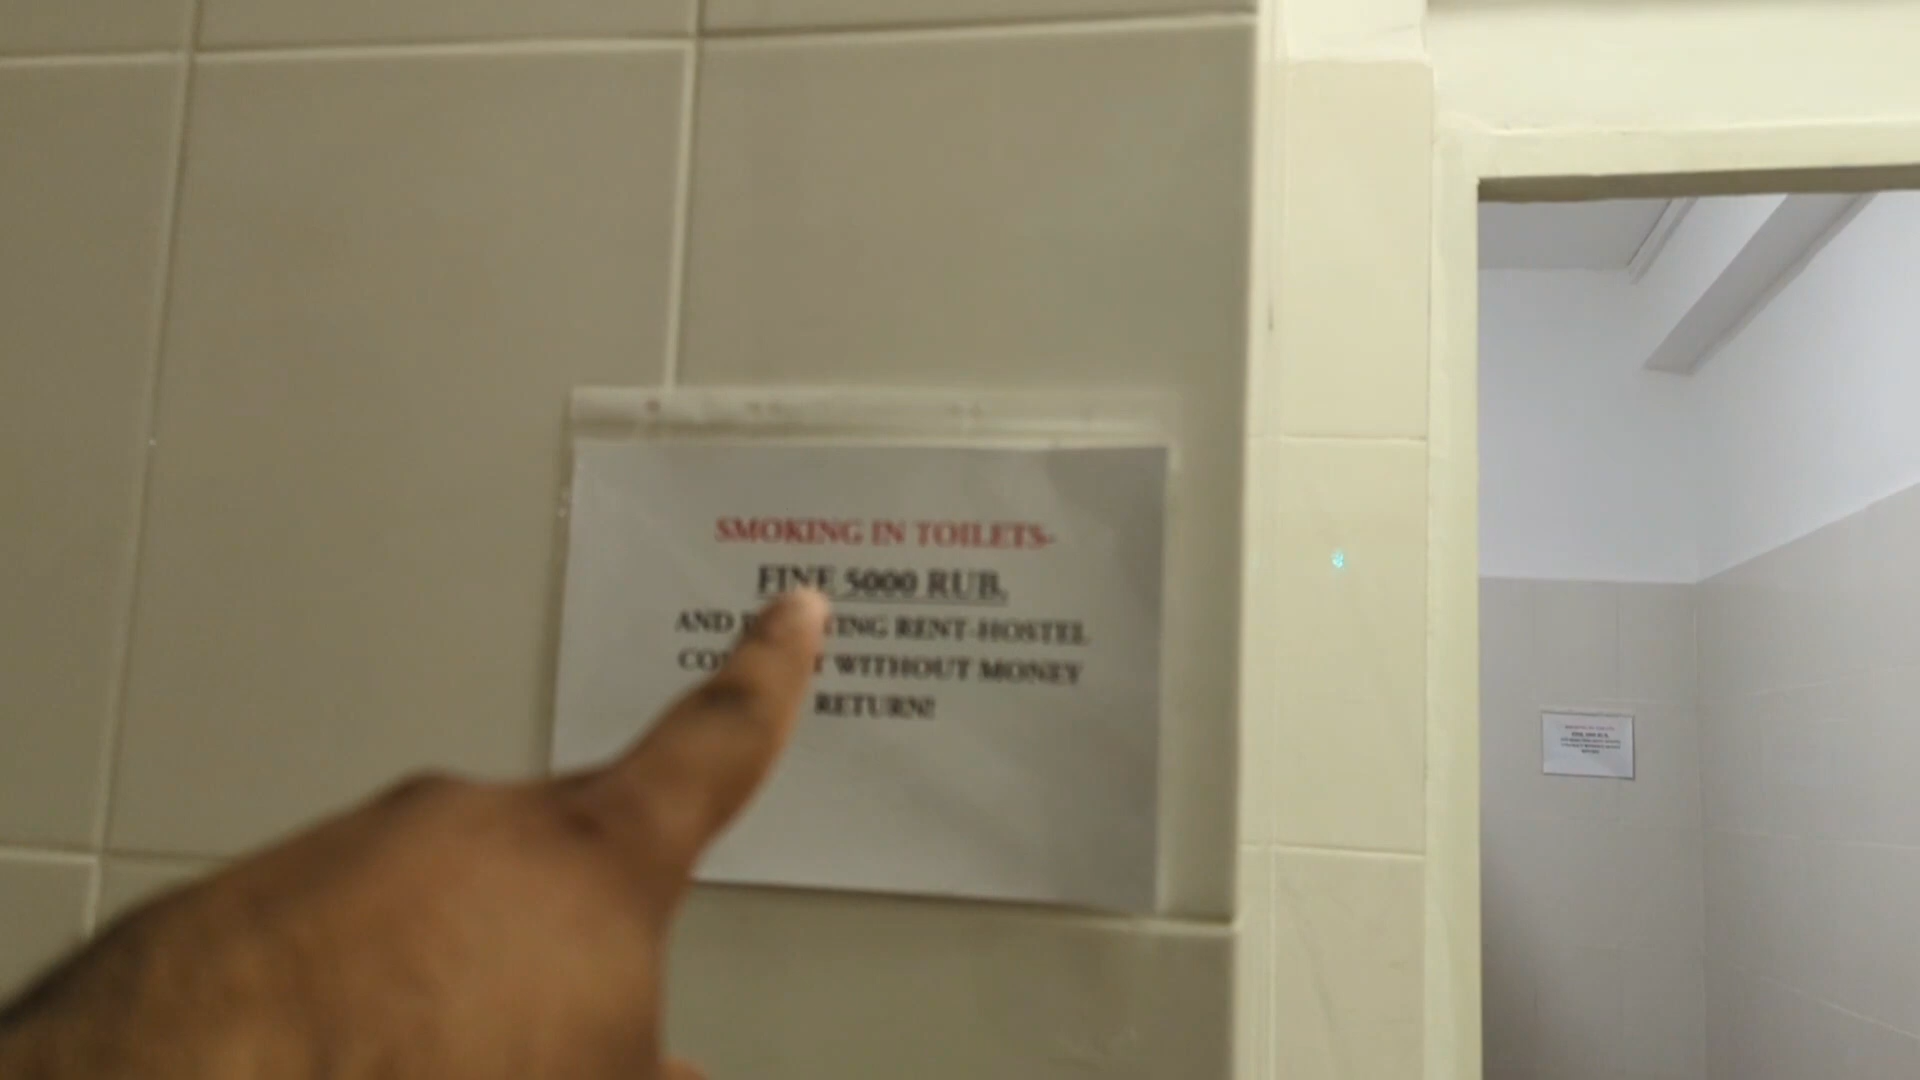 SMOKING IN TOILETS-
FINE 5000 RUB,
AND RENT-HOSTEL
WITHOUT MONEY
RETURN!